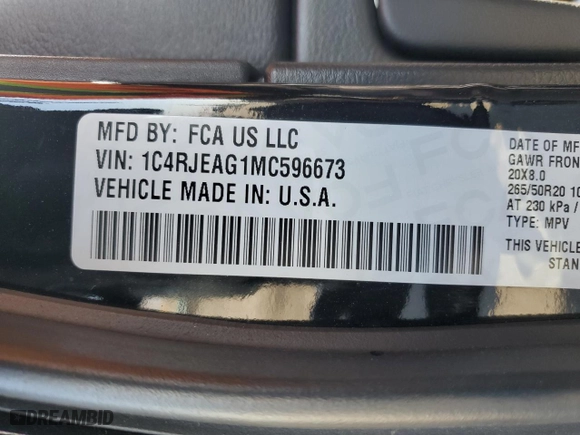 MFD BY: FCA US LLC
VIN: 1C4RJEAG1MC596673
VEHICLE MADE IN: U.S.A.
DATE OF MF
GAWR FRON
20X8.0
265/50R20 10
AT 230 kPa /
TYPE: MPV
THIS VEHICLE
STAN
DREAMBID